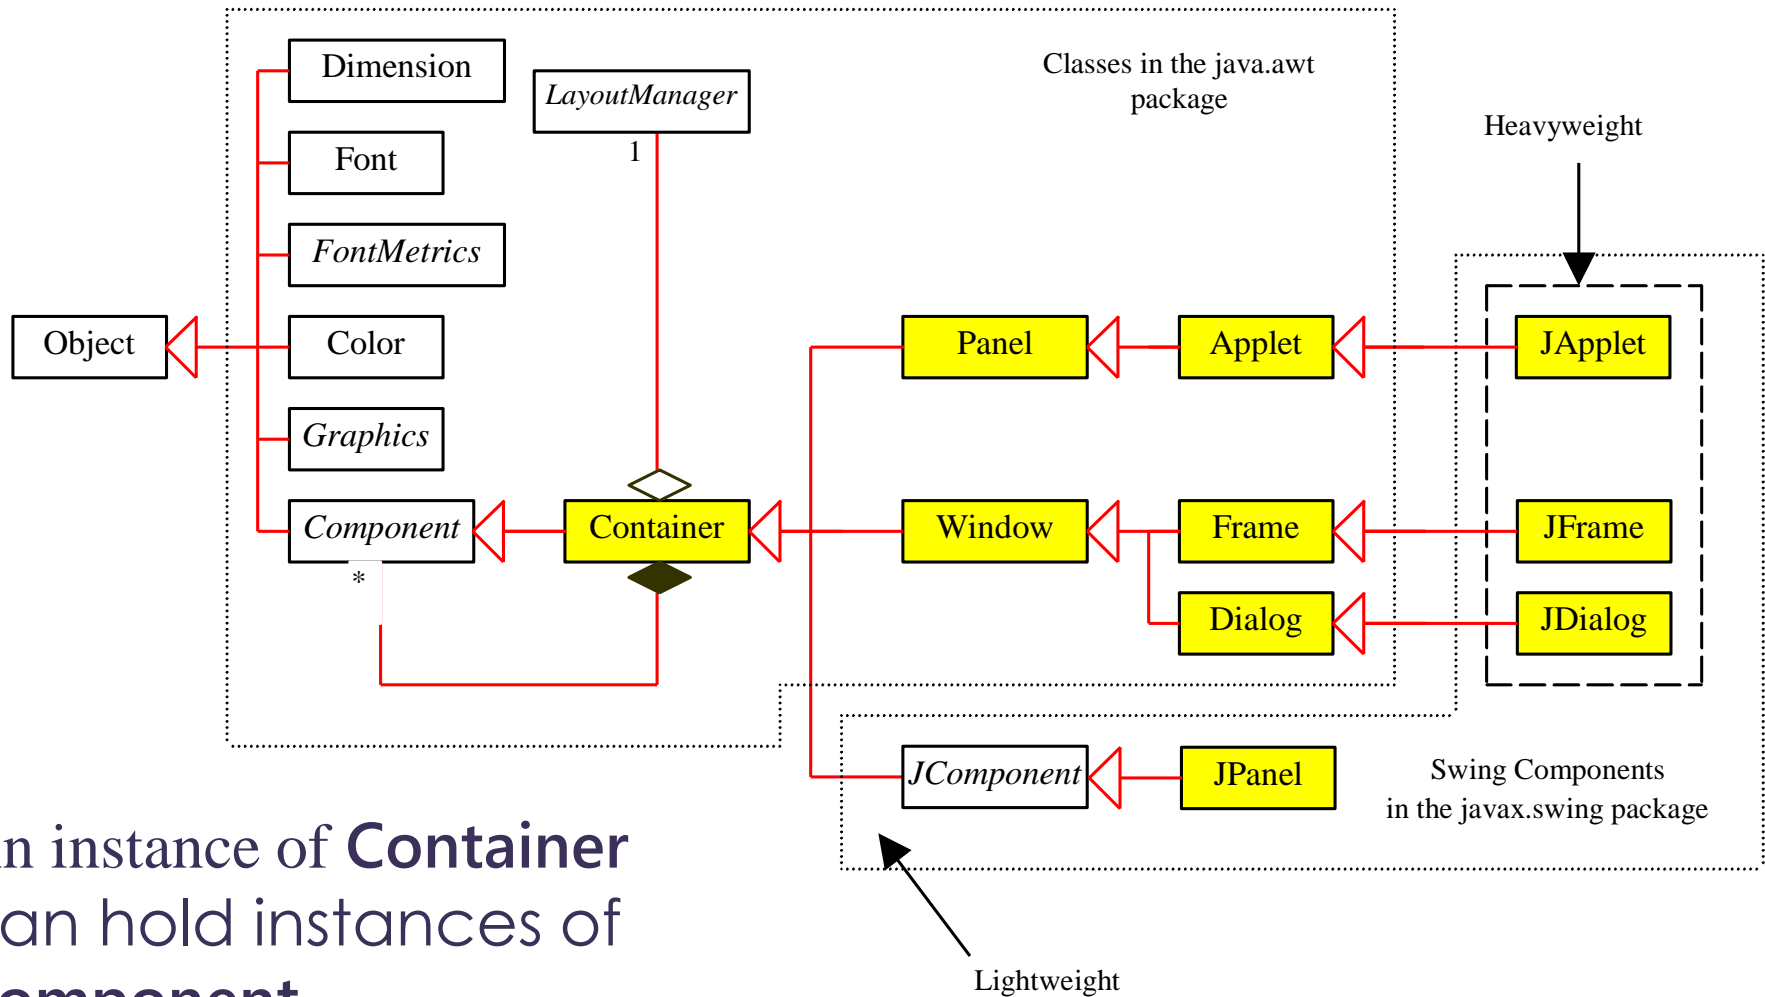 Dimension
LayoutManager
1
Classes in the java.awt
package
Heavyweight
Font
FontMetrics
Object
Color
Panel
Applet
JApplet
Graphics
Component
*
Container
Window
Frame
JFrame
Dialog
JDialog
JComponent
JPanel
Swing Components
in the javax.swing package
Lightweight
instance of Container
hold instances of